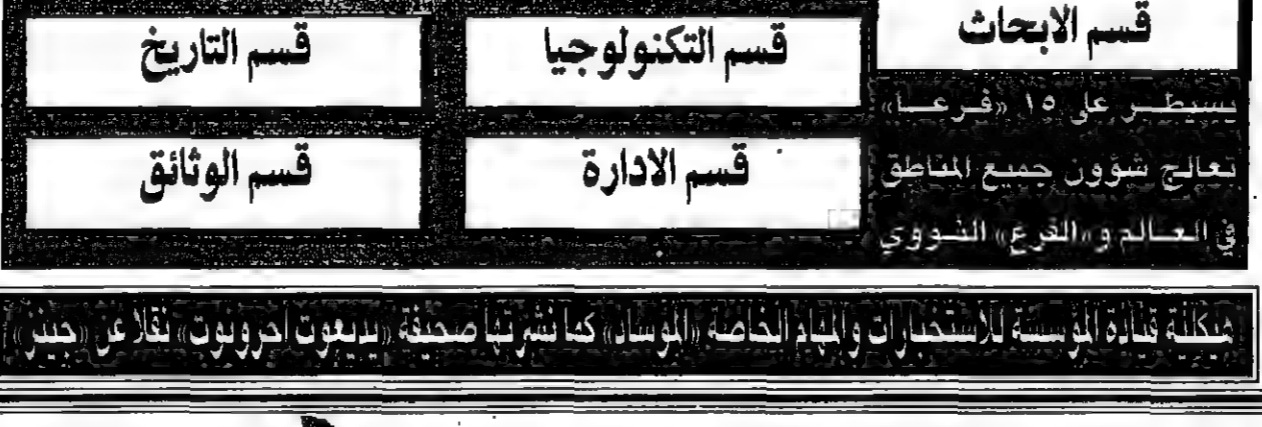 قسم الابحاث
يسيطر على ١٥ «فرعا»
تعالج شؤون جميع المناطق
في العالم و«الفرع» النووي
قسم التكنولوجيا
قسم التاريخ
قسم الادارة
قسم الوثائق
هيكلية قيادة المؤسسة للاستخبارات والمهام الخاصة «الموساد» كما نشرتها صحيفة «يديعوت احرونوت» نقلا عن «جينز»